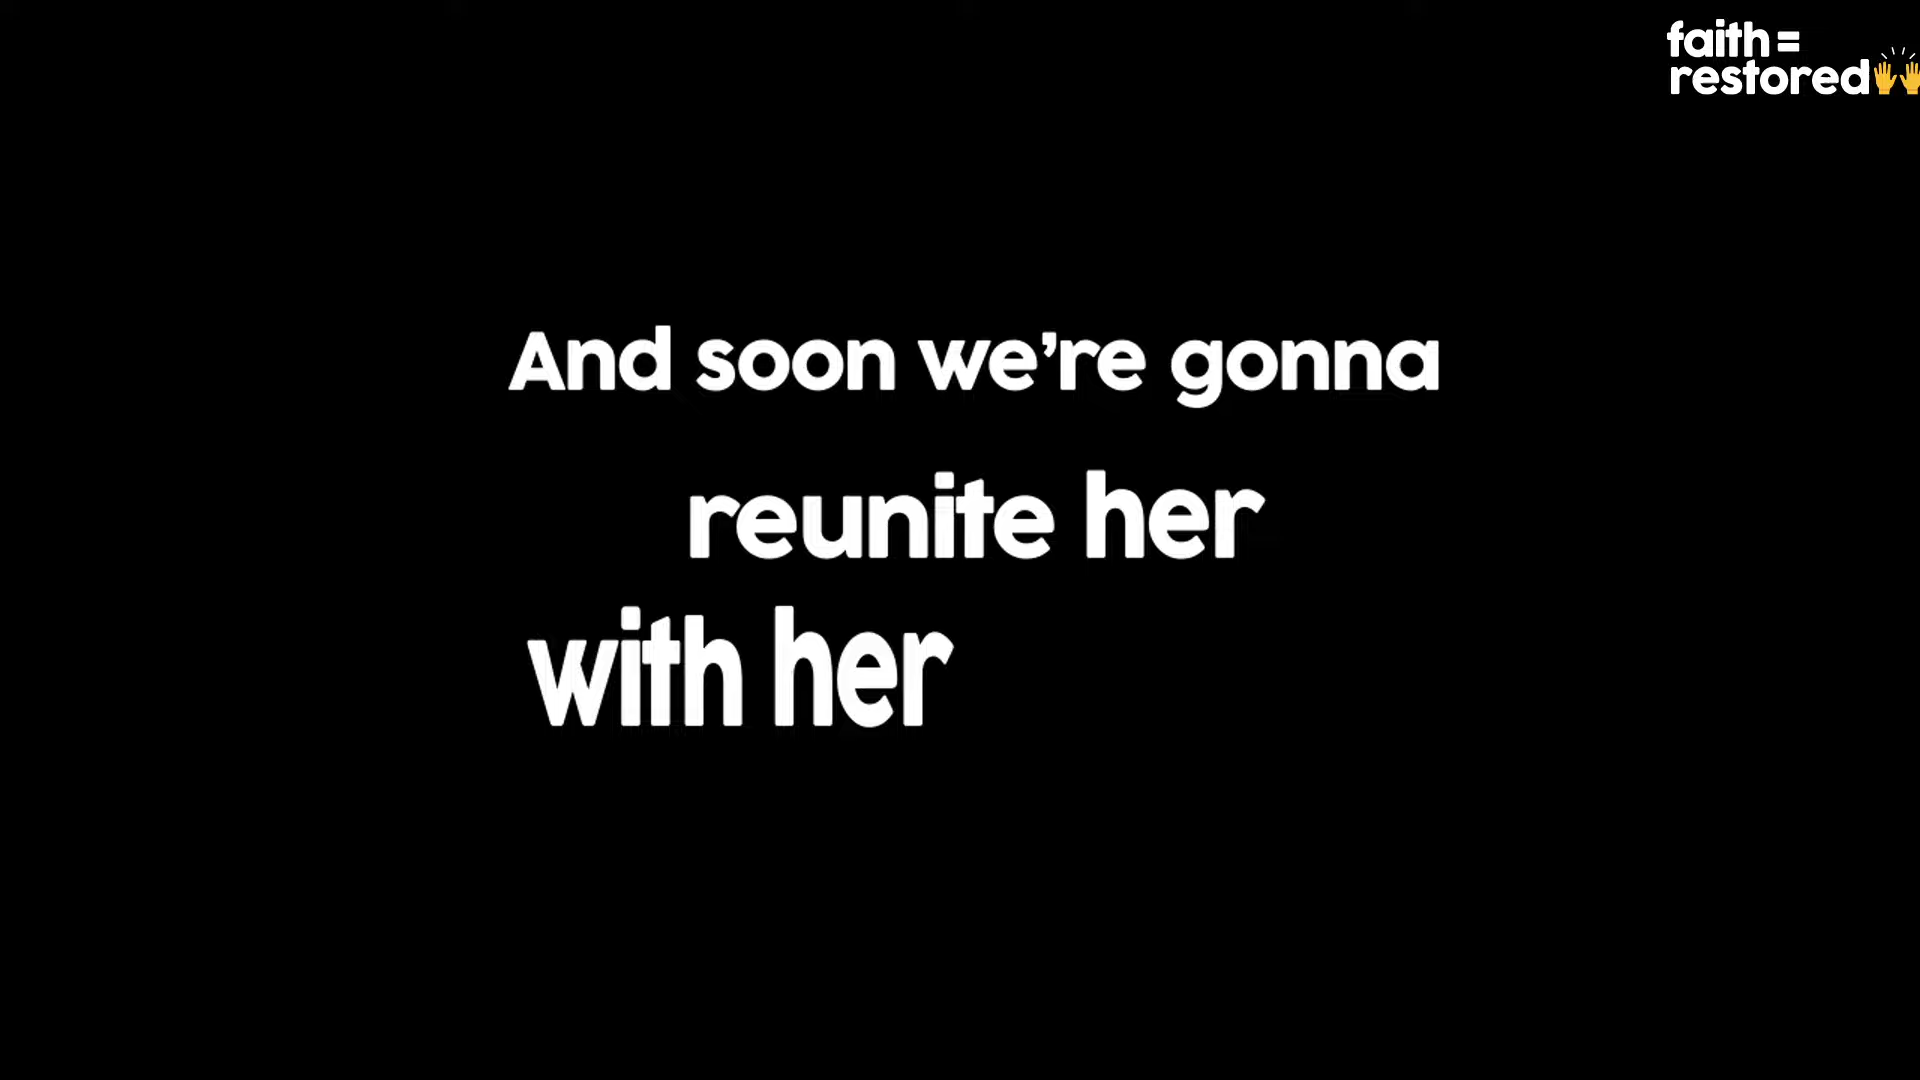 faith=
restored🙌
And soon we’re gonna
reunite her
with her